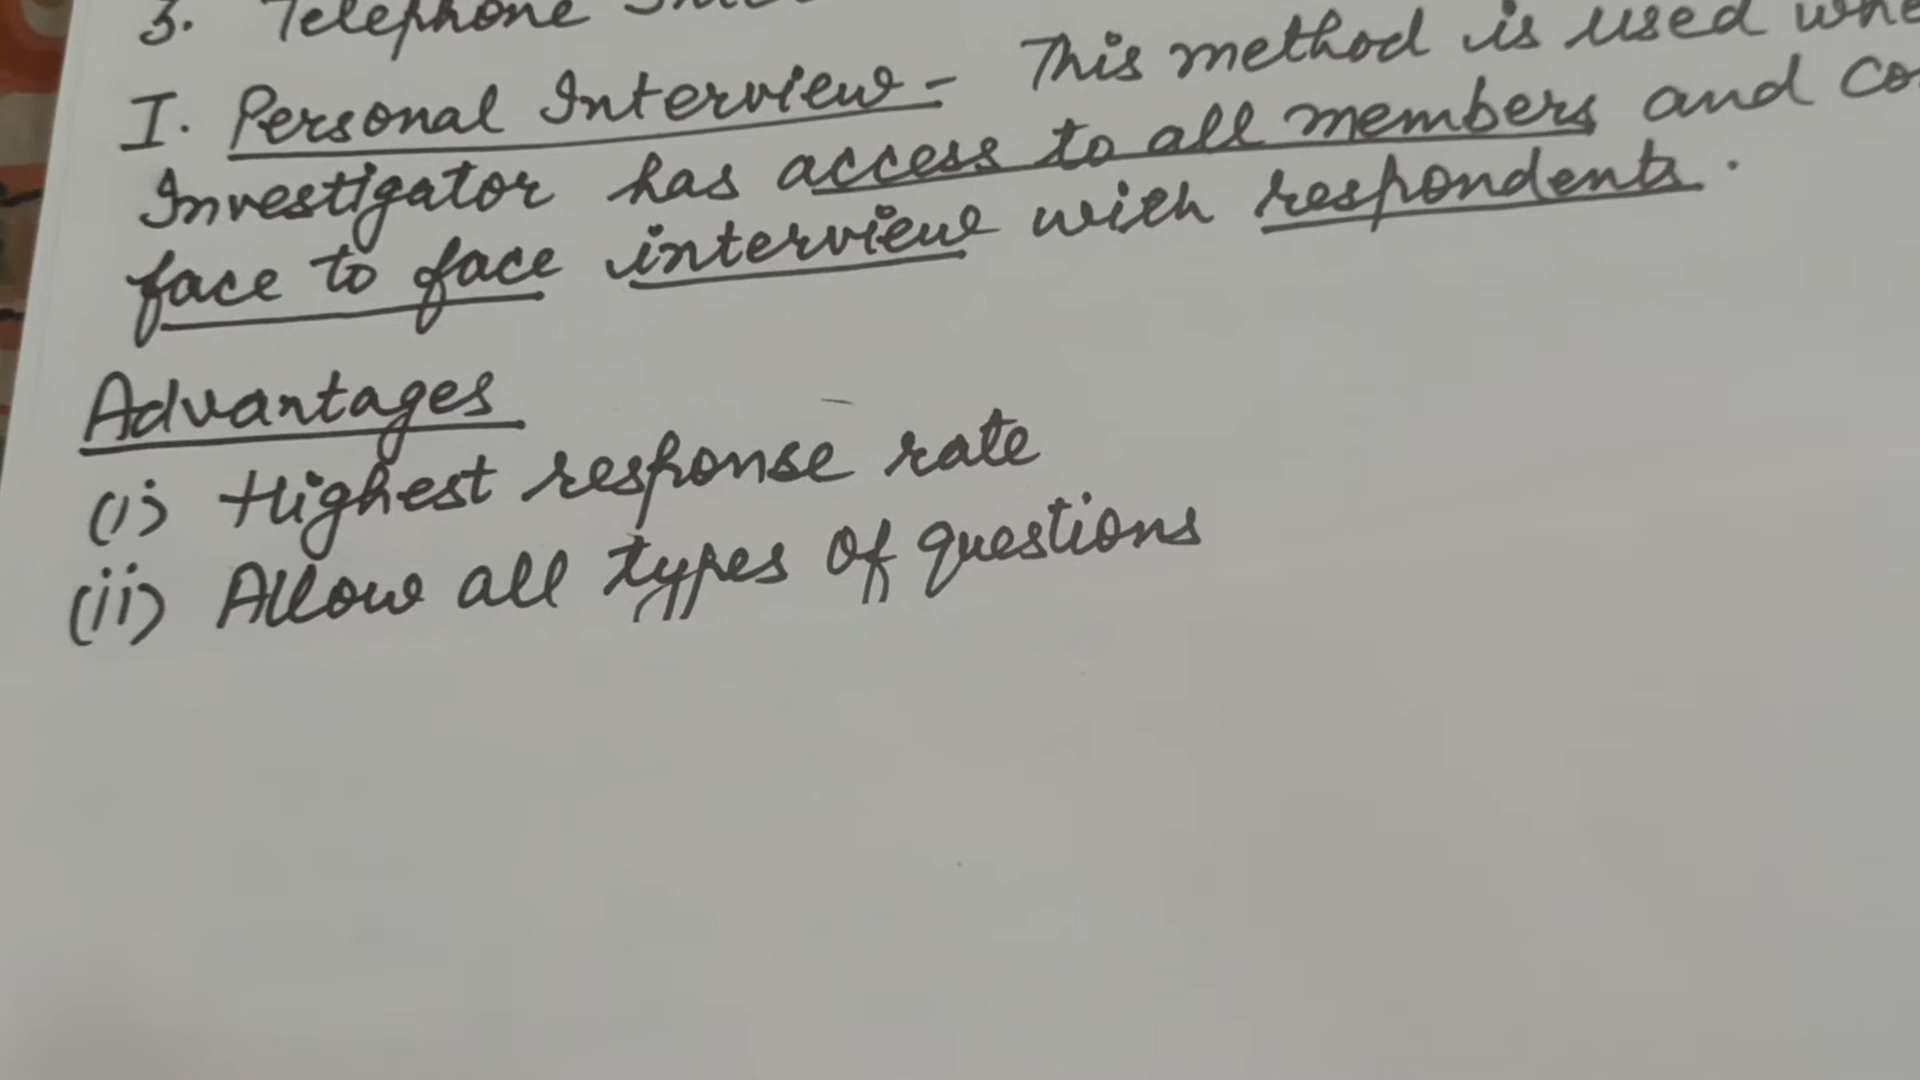 3. Telephone
I. Personal Interview - This method is used
Investigator has access to all members and
face to face interview with respondents.
Advantages
(i) Highest response rate
(ii) Allow all types of questions